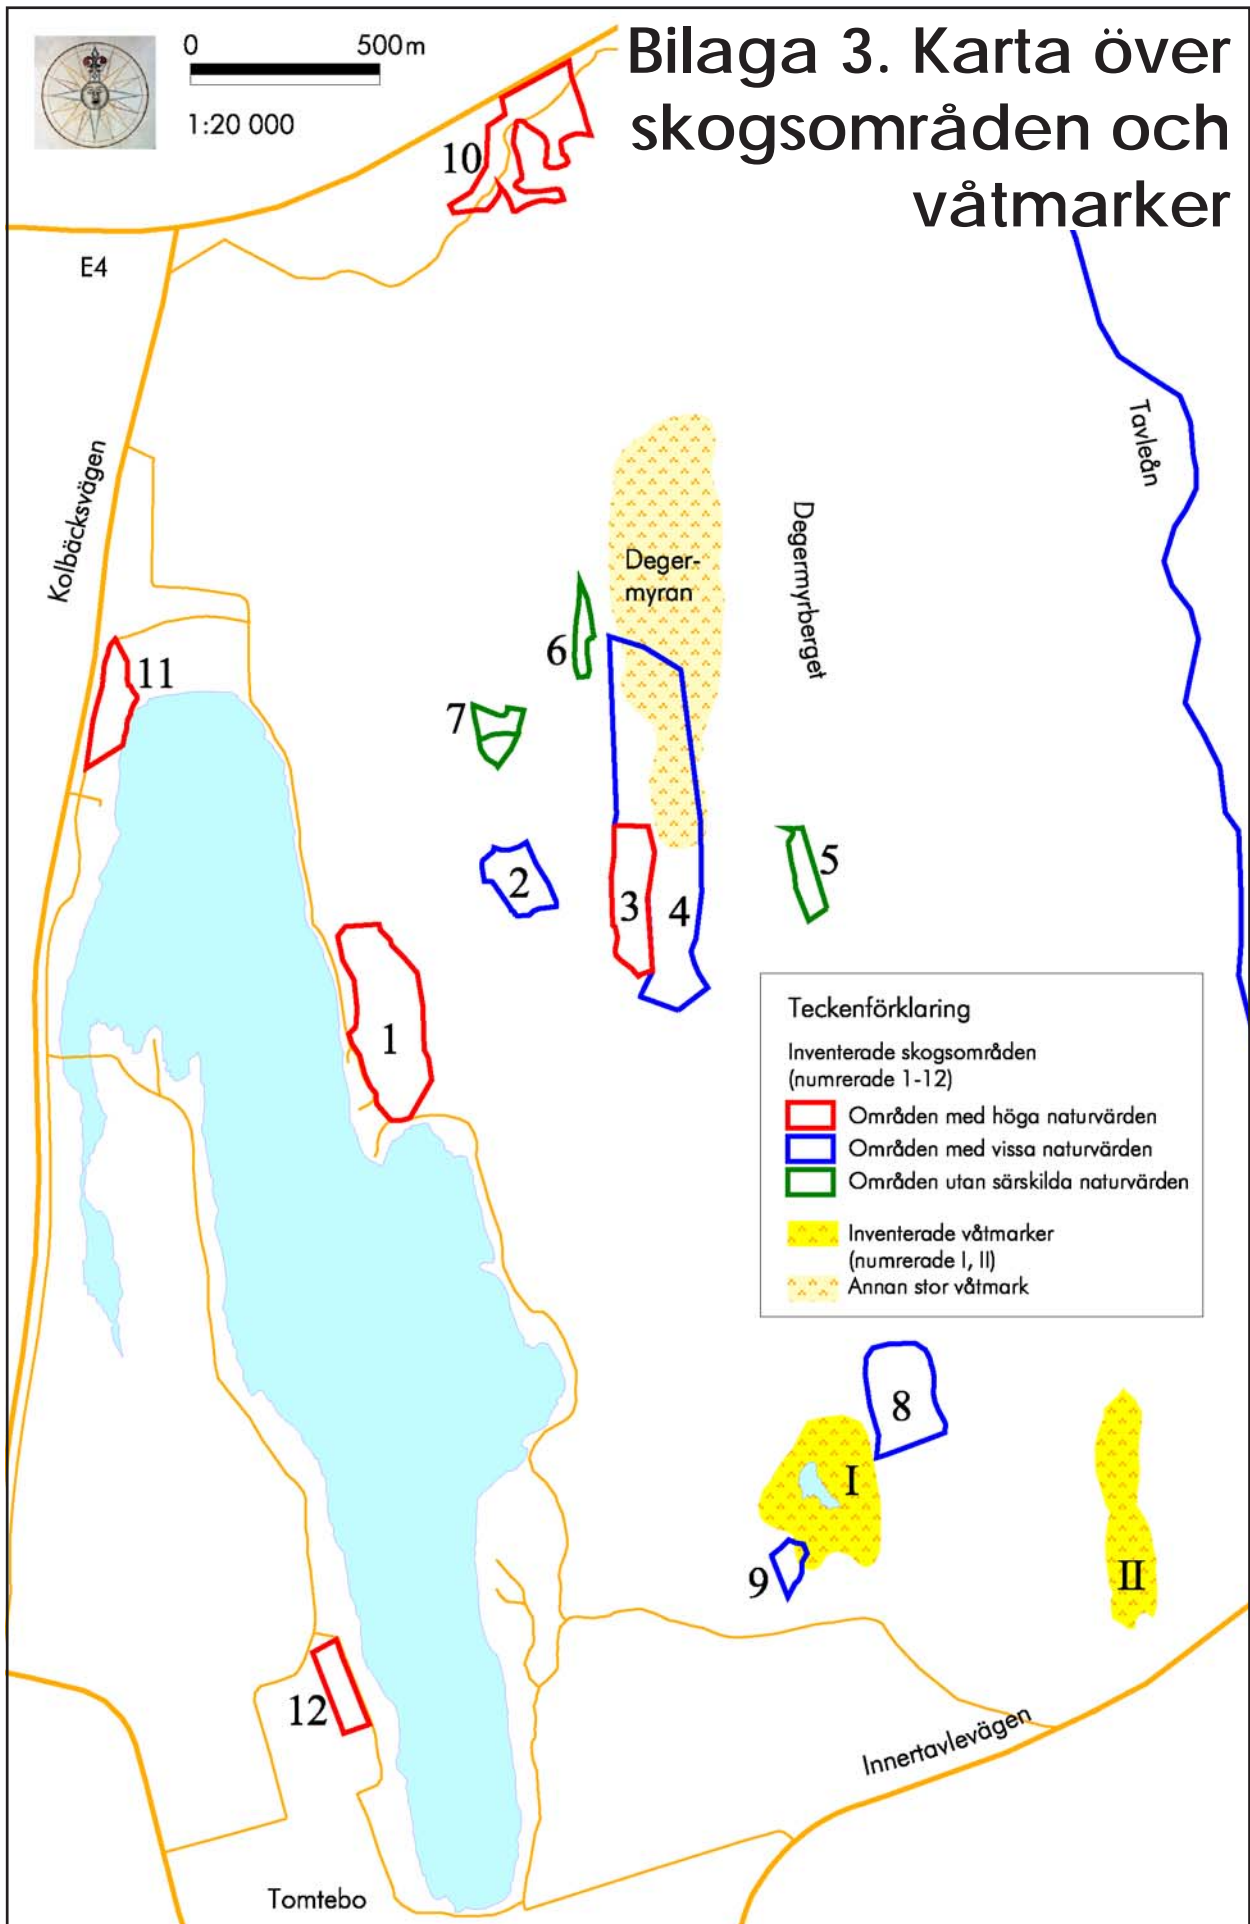 Bilaga 3. Karta över
skogsområden och
våtmarker
0 500m
1:20 000
10
E4
Tavleån
Kolbäcksvägen
Degermyrberget
Deger-
myran
6
11
7
5
2
3
4
1
Teckenförklaring
Inventerade skogsområden
(numrerade 1-12)
Områden med höga naturvärden
Områden med vissa naturvärden
Områden utan särskilda naturvärden
Inventerade våtmarker
(numrerade I, II)
Annan stor våtmark
8
I
II
9
12
Innertavlevägen
Tomtebo